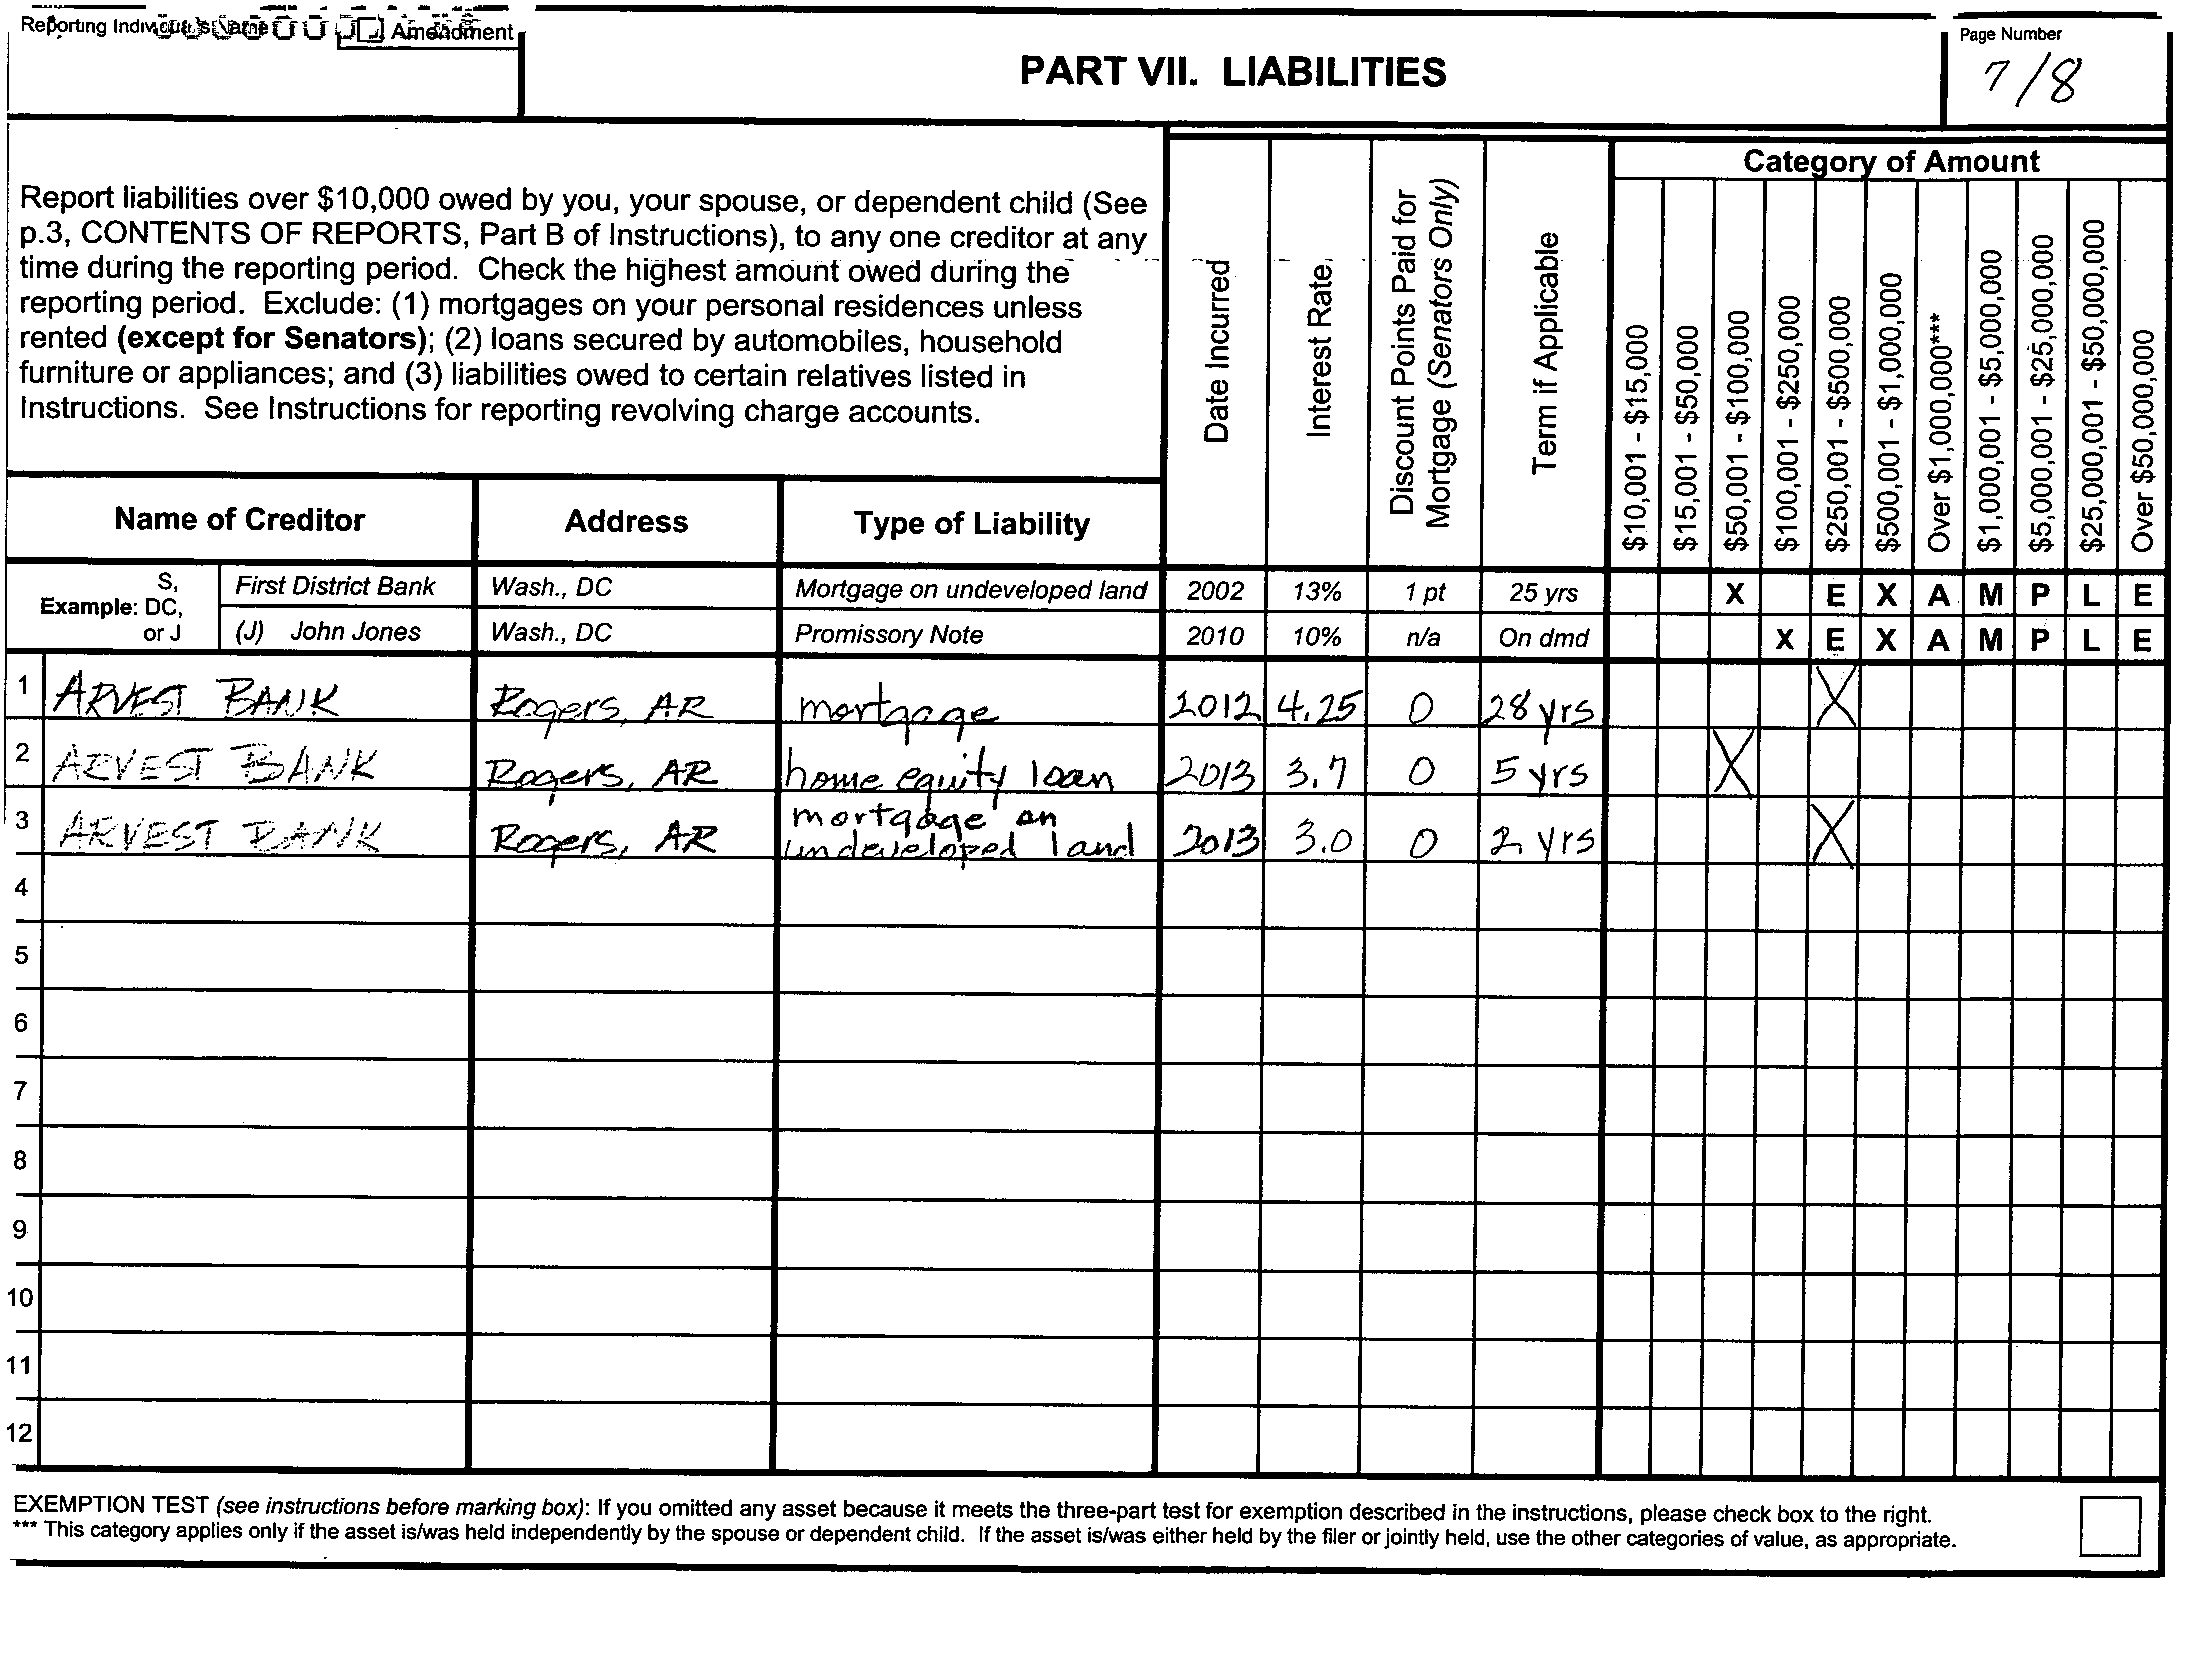 Reporting Individual's Name
Amendment
PART VII. LIABILITIES
Page Number
7/8
Report liabilities over $10,000 owed by you, your spouse, or dependent child (See
p.3, CONTENTS OF REPORTS, Part B of Instructions), to any one creditor at any
time during the reporting period. Check the highest amount owed during the
reporting period. Exclude: (1) mortgages on your personal residences unless
rented (except for Senators); (2) loans secured by automobiles, household
furniture or appliances; and (3) liabilities owed to certain relatives listed in
Instructions. See Instructions for reporting revolving charge accounts.
Date Incurred
Interest Rate
Discount Points Paid for
Mortgage (Senators Only)
Term if Applicable
Category of Amount
$10,001 - $15,000
$15,001 - $50,000
$50,001 - $100,000
$100,001 - $250,000
$250,001 - $500,000
$500,001 - $1,000,000
Over $1,000,000***
$1,000,001 - $5,000,000
$5,000,001 - $25,000,000
$25,000,001 - $50,000,000
Over $50,000,000
Name of Creditor Address Type of Liability
Example: S, DC, or J
First District Bank Wash., DC Mortgage on undeveloped land 2002 13% 1 pt 25 yrs X E X A M P L E
(J) John Jones Wash., DC Promissory Note 2010 10% n/a On dmd X E X A M P L E
1 ARVEST BANK Rogers, AR mortgage 2012 4.25 0 28 yrs X
2 ARVEST BANK Rogers, AR home equity loan 2013 3.7 0 5 yrs X
3 ARVEST BANK Rogers, AR mortgage on undeveloped land 2013 3.0 0 2 yrs X
4
5
6
7
8
9
10
11
12
EXEMPTION TEST (see instructions before marking box): If you omitted any asset because it meets the three-part test for exemption described in the instructions, please check box to the right.
*** This category applies only if the asset is/was held independently by the spouse or dependent child. If the asset is/was either held by the filer or jointly held, use the other categories of value, as appropriate.